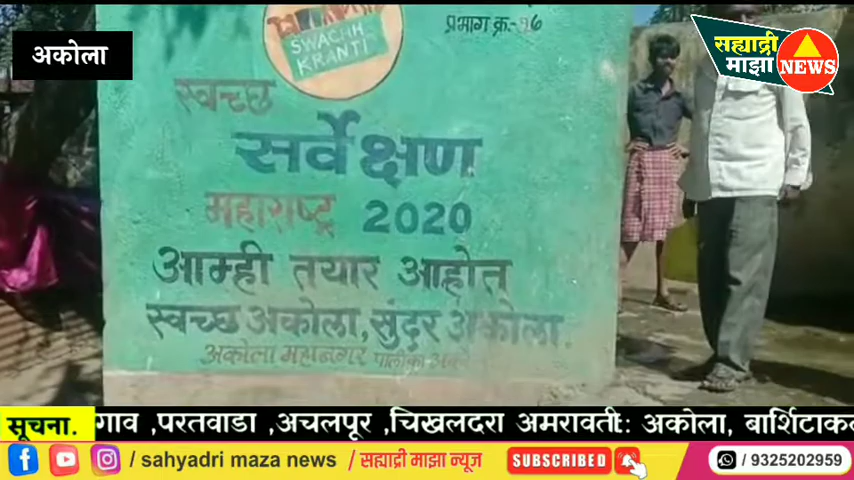 अकोला
सह्याद्री
माझा NEWS
SWACHH
KRANTI
प्रभाग क्र.-१६
स्वच्छ
सर्वेक्षण
महाराष्ट्र 2020
आम्ही तयार आहोत
स्वच्छ अकोला, सुंदर अकोला.
अकोला महानगर पालीका
सूचना. गाव ,परतवाडा ,अचलपूर ,चिखलदरा अमरावती: अकोला, बार्शिटाक
/ sahyadri maza news / सह्याद्री माझा न्यूज SUBSCRIBED / 9325202959